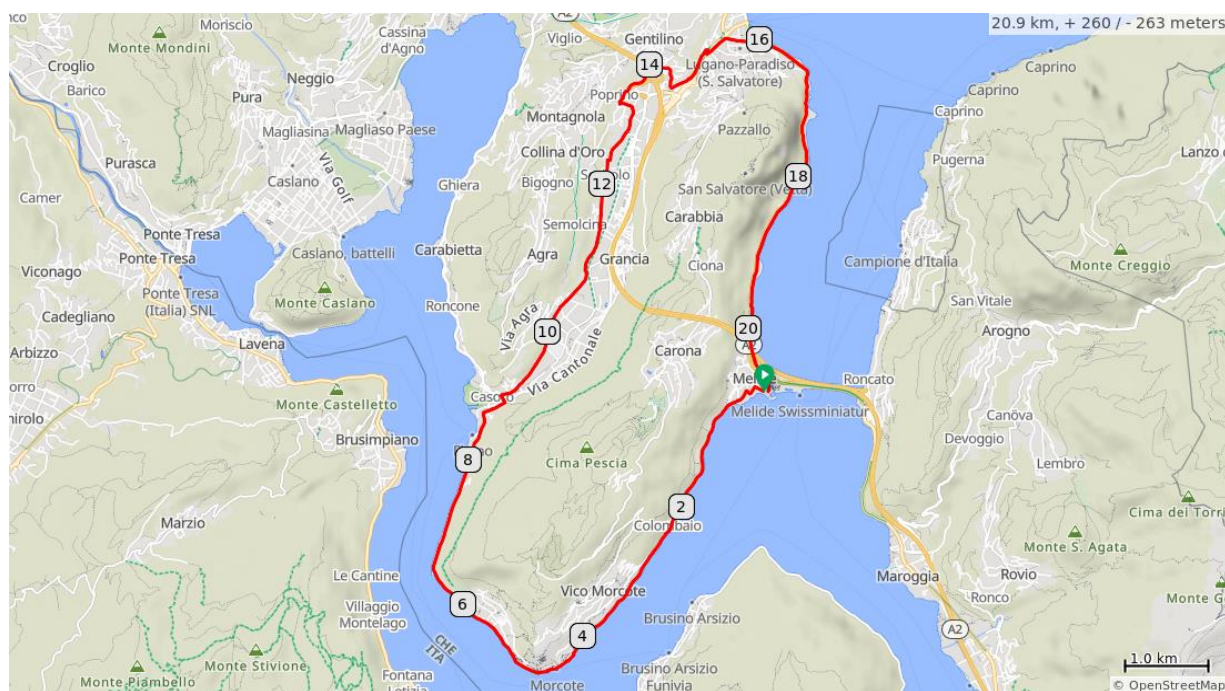 20.9 km, + 260 / - 263 meters
Moriscio
Cassina
d'Agno
Viglio
A2
Gentilino
16
Monte Mondini
Croglio
Barico
Neggio
14
Lugano-Paradiso
(S. Salvatore)
Caprino
Pura
Poprino
Caprino
Magliasina
Magliaso Paese
Montagnola
Pazzallo
Caprino
Purasca
Caslano
Via Golf
Collina d'Oro
Pugerna
Lanzo d
Ghiera
Bigogno
12
18
San Salvatore (Vetta)
Camer
Semolcina
Carabbia
Ponte Tresa
Caslano, battelli
Carabietta
Ponte Tresa
Agra
Grancia
Ciona
Campione d'Italia
Viconago
Monte Creggio
Ponte Tresa
(Italia) SNL
Monte Caslano
Roncone
San Vitale
Cadegliano
Via Agra
10
20
Arogno
Arbizzo
Lavena
Carona
A2
Via Cantonale
Roncato
nirolo
Monte Castelletto
Casoro
Melide Swissminiatur
Canòva
Brusimpiano
Devoggio
8
Cima Pescia
Lembro
2
Cima dei Torri
Marzio
Colombaio
Monte S. Agata
Le Cantine
Vico Morcote
Maroggia
Rovio
6
Villaggio
Montelago
Brusino Arsizio
Ronco
Monte G
4
CHE
ITA
A2
Monte Stivione
Brusino Arsizio
Funivia
1.0 km
Monte Piambello
Fontana
Morcote
© OpenStreetMap